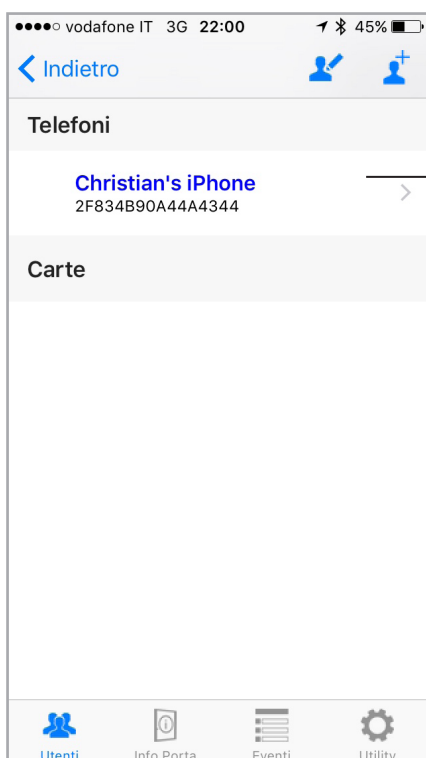 vodafone IT 3G 22:00 45%
Indietro
Telefoni
Christian's iPhone
2F834B90A44A4344
Carte
Utenti Info Porta Eventi Utility